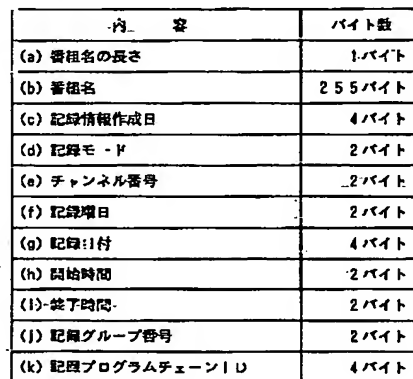 内　容 バイト数
(a) 番組名の長さ 1バイト
(b) 番組名 255バイト
(c) 記録情報作成日 4バイト
(d) 記録モード 2バイト
(e) チャンネル番号 2バイト
(f) 記録曜日 2バイト
(g) 記録日付 4バイト
(h) 開始時間 2バイト
(i) 終了時間 2バイト
(j) 記録グループ番号 2バイト
(k) 記録プログラムチェーンID 4バイト